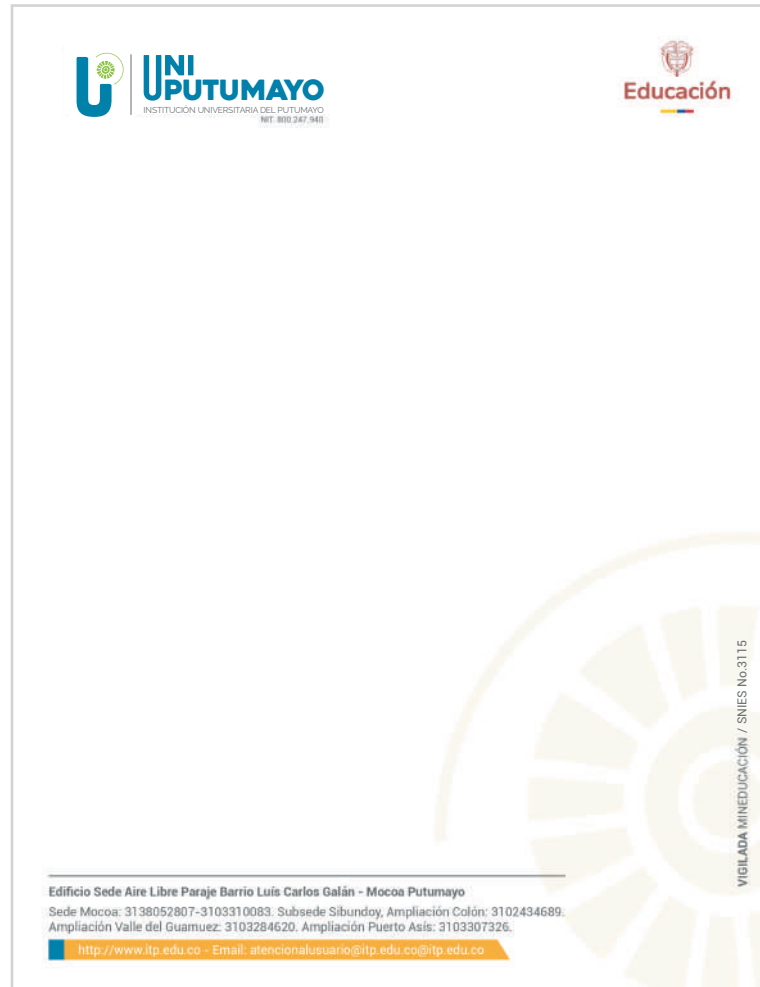 UNI
UPUTUMAYO
INSTITUCIÓN UNIVERSITARIA DEL PUTUMAYO
NIT. 800.247.940
Educación
VIGILADA MINEDUCACIÓN / SNIES No.3115
Edificio Sede Aire Libre Paraje Barrio Luís Carlos Galán - Mocoa Putumayo
Sede Mocoa: 3138052807-3103310083. Subsede Sibundoy, Ampliación Colón: 3102434689.
Ampliación Valle del Guamuez: 3103284620. Ampliación Puerto Asís: 3103307326.
http://www.itp.edu.co - Email: atencionalusuario@itp.edu.co@itp.edu.co